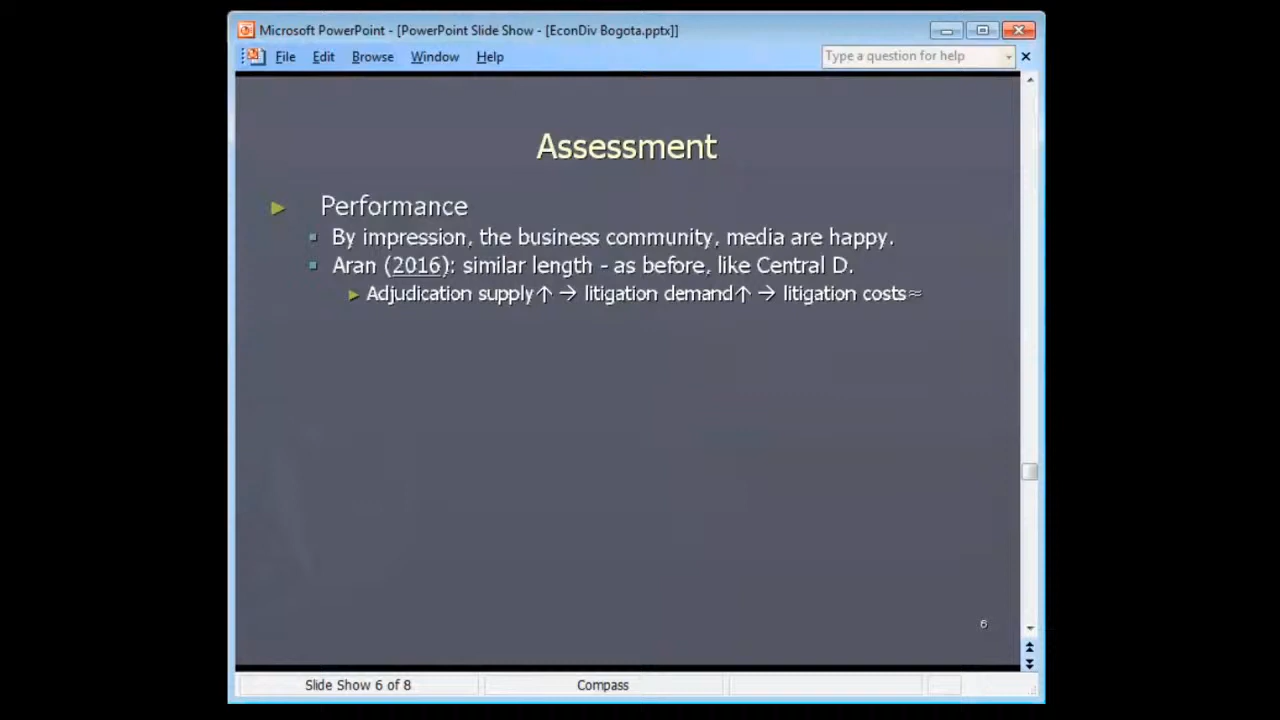 Microsoft PowerPoint - [PowerPoint Slide Show - [EconDiv Bogota.pptx]]
File Edit Browse Window Help
Type a question for help
Assessment
Performance
By impression, the business community, media are happy.
Aran (2016): similar length - as before, like Central D.
Adjudication supply↑ → litigation demand↑ → litigation costs≈
6
Slide Show 6 of 8
Compass